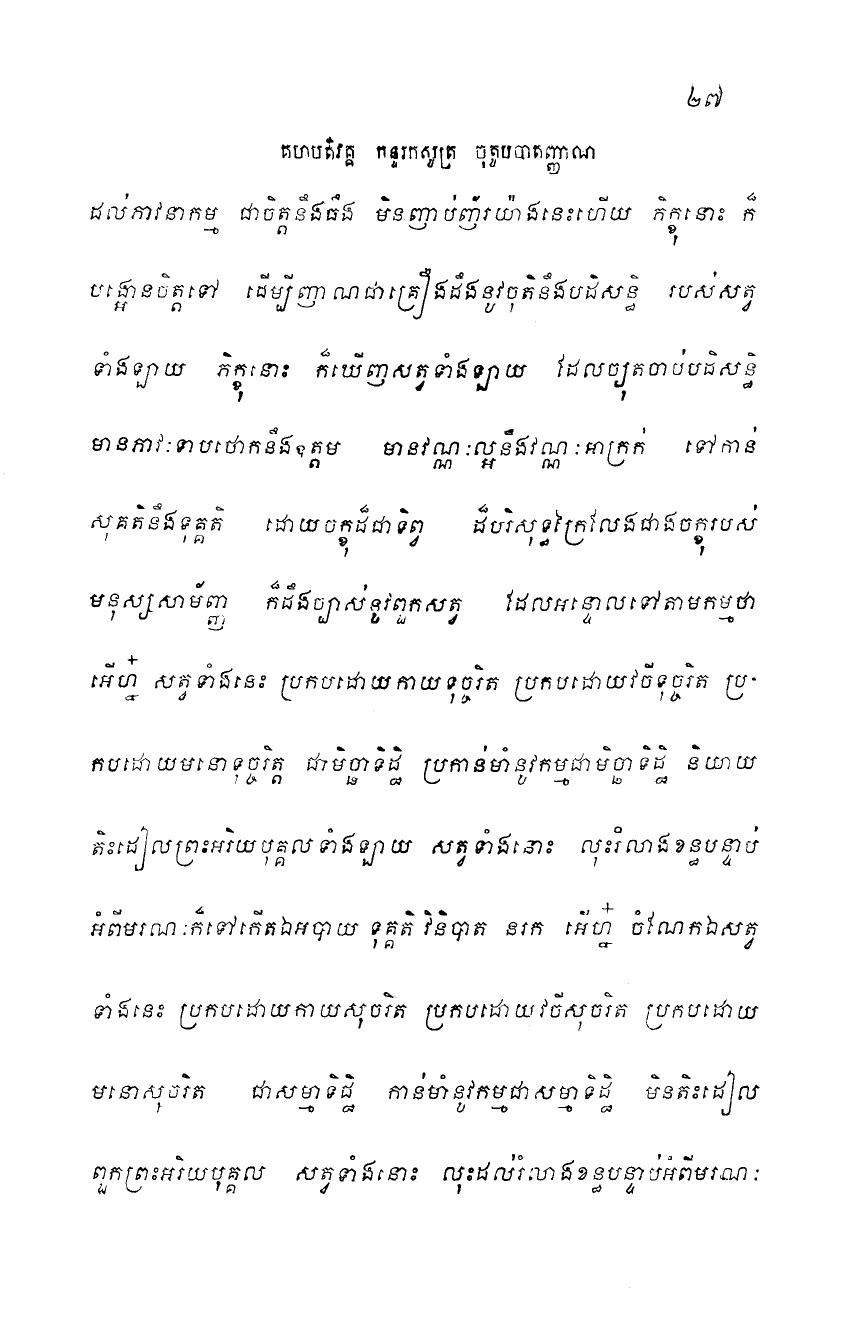 ២៧
គហបតិវគ្គ កន្ទរកសូត្រ ចុតូបបាតញ្ញាណ
ដល់ភាវនាកម្ម ជាចិត្តនឹងធឹង មិនញាប់ញ័រយ៉ាងនេះហើយ ភិក្ខុនោះ ក៏
បង្អោនចិត្តទៅ ដើម្បីញាណជាគ្រឿងដឹងនូវចុតិនឹងបដិសន្ធិ របស់សត្វ
ទាំងឡាយ ភិក្ខុនោះ ក៏ឃើញសត្វទាំងឡាយ ដែលច្យុតចាប់បដិសន្ធិ
មានភាវៈទាបថោកនឹងឧត្តម មានវណ្ណៈល្អនឹងវណ្ណៈអាក្រក់ ទៅកាន់
សុគតិនឹងទុគ្គតិ ដោយចក្ខុដ៏ជាទិព្វ ដ៏បរិសុទ្ធក្រៃលែងជាងចក្ខុរបស់
មនុស្សសាម័ញ្ញ ក៏ដឹងច្បាស់នូវពួកសត្វ ដែលអន្ទោលទៅតាមកម្មថា
អើហ្ន៎ សត្វទាំងនេះ ប្រកបដោយកាយទុច្ចរិត ប្រកបដោយវចីទុច្ចរិត ប្រ-
កបដោយមនោទុច្ចរិត្ត ជាមិច្ឆាទិដ្ឋិ ប្រកាន់មាំនូវកម្មជាមិច្ឆាទិដ្ឋិ និយាយ
តិះដៀលព្រះអរិយបុគ្គលទាំងឡាយ សត្វទាំងនោះ លុះរំលាងខន្ធបន្ទាប់
អំពីមរណៈក៏ទៅកើតឯអបាយ ទុគ្គតិ វិនិបាត នរក អើហ្ន៎ ចំណែកឯសត្វ
ទាំងនេះ ប្រកបដោយកាយសុចរិត ប្រកបដោយវចីសុចរិត ប្រកបដោយ
មនោសុចរិត ជាសម្មាទិដ្ឋិ កាន់មាំនូវកម្មជាសម្មាទិដ្ឋិ មិនតិះដៀល
ពួកព្រះអរិយបុគ្គល សត្វទាំងនោះ លុះដល់រំលាងខន្ធបន្ទាប់អំពីមរណៈ